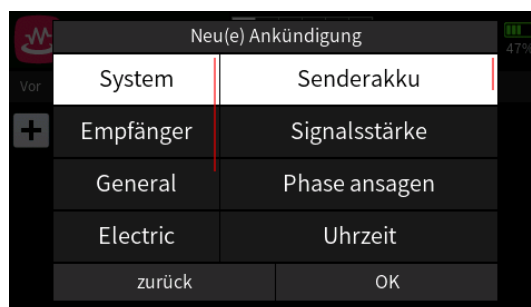 Neu(e) Ankündigung
47%
System Senderakku
Vor
Empfänger Signalsstärke
General Phase ansagen
Electric Uhrzeit
zurück OK